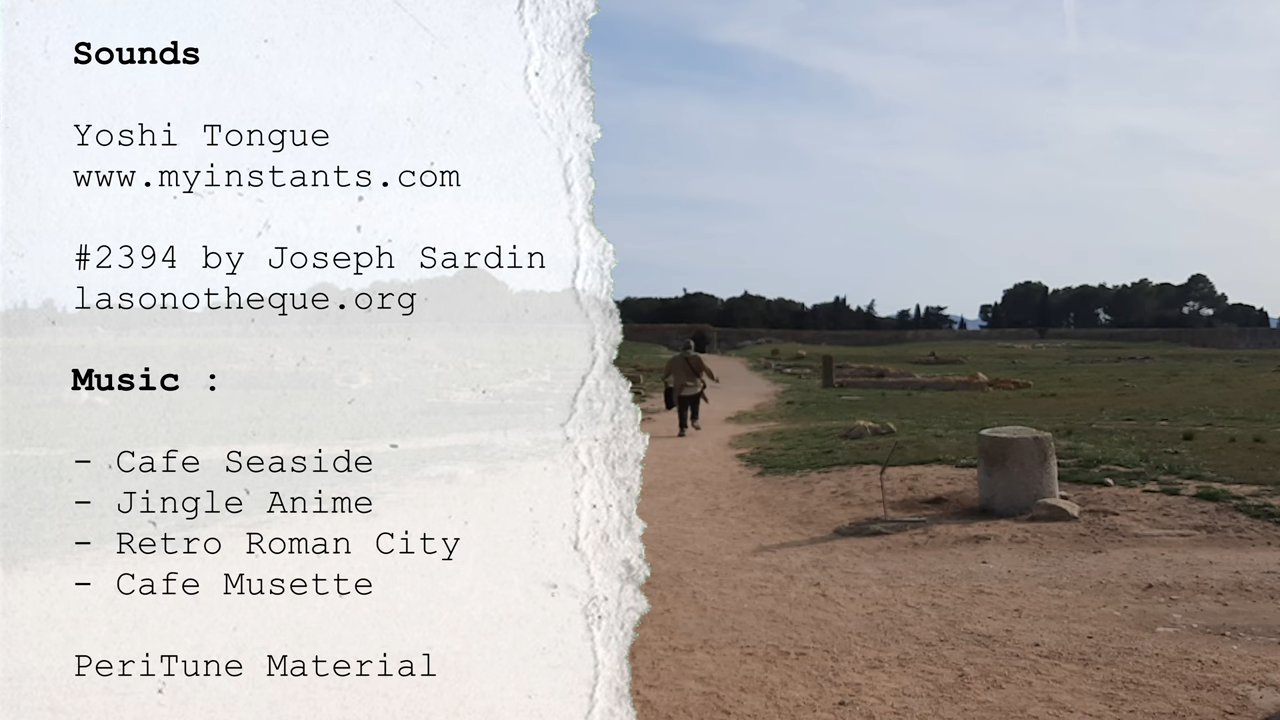 Sounds
Yoshi Tongue
www.myinstants.com
#2394 by Joseph Sardin
lasonotheque.org
Music :
- Cafe Seaside
- Jingle Anime
- Retro Roman City
- Cafe Musette
PeriTune Material